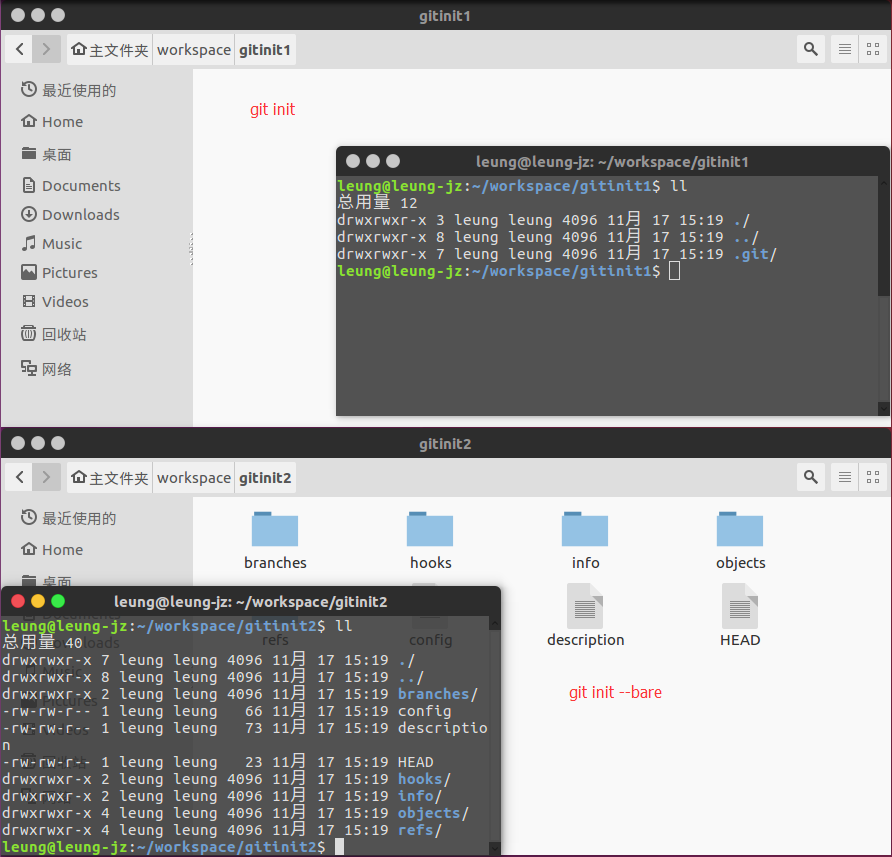 gitinit1
主文件夹 workspace gitinit1
最近使用的
Home
桌面
Documents
Downloads
Music
Pictures
Videos
回收站
网络
git init
leung@leung-jz: ~/workspace/gitinit1
leung@leung-jz:~/workspace/gitinit1$ ll
总用量 12
drwxrwxr-x 3 leung leung 4096 11月 17 15:19 ./
drwxrwxr-x 8 leung leung 4096 11月 17 15:19 ../
drwxrwxr-x 7 leung leung 4096 11月 17 15:19 .git/
leung@leung-jz:~/workspace/gitinit1$
gitinit2
主文件夹 workspace gitinit2
最近使用的
Home
桌面
branches hooks info objects
refs config description HEAD
git init --bare
leung@leung-jz: ~/workspace/gitinit2
leung@leung-jz:~/workspace/gitinit2$ ll
总用量 40
drwxrwxr-x 7 leung leung 4096 11月 17 15:19 ./
drwxrwxr-x 8 leung leung 4096 11月 17 15:19 ../
drwxrwxr-x 2 leung leung 4096 11月 17 15:19 branches/
-rw-rw-r-- 1 leung leung   66 11月 17 15:19 config
-rw-rw-r-- 1 leung leung   73 11月 17 15:19 descriptio
n
-rw-rw-r-- 1 leung leung   23 11月 17 15:19 HEAD
drwxrwxr-x 2 leung leung 4096 11月 17 15:19 hooks/
drwxrwxr-x 2 leung leung 4096 11月 17 15:19 info/
drwxrwxr-x 4 leung leung 4096 11月 17 15:19 objects/
drwxrwxr-x 4 leung leung 4096 11月 17 15:19 refs/
leung@leung-jz:~/workspace/gitinit2$